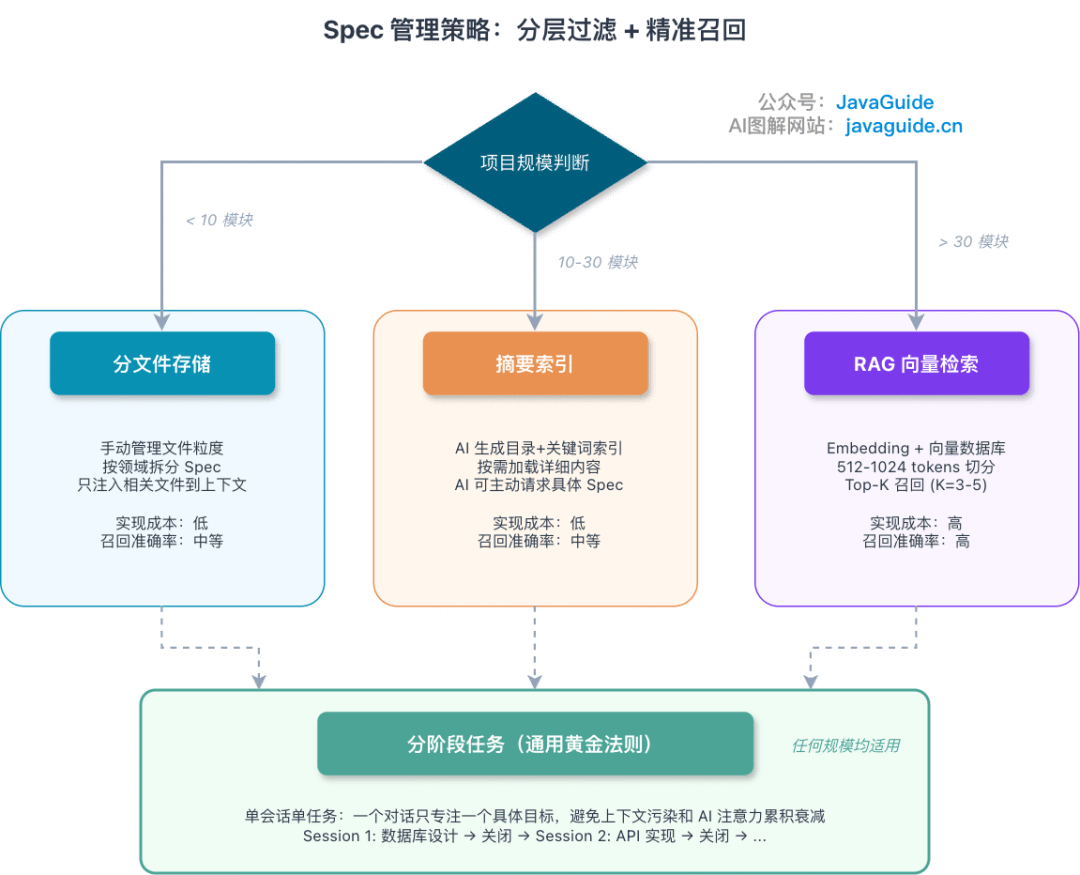 Spec 管理策略：分层过滤 + 精准召回
公众号：JavaGuide
AI图解网站：javaguide.cn
项目规模判断
< 10 模块
10-30 模块
> 30 模块
分文件存储
手动管理文件粒度
按领域拆分 Spec
只注入相关文件到上下文
实现成本：低
召回准确率：中等
摘要索引
AI 生成目录+关键词索引
按需加载详细内容
AI 可主动请求具体 Spec
实现成本：低
召回准确率：中等
RAG 向量检索
Embedding + 向量数据库
512-1024 tokens 切分
Top-K 召回 (K=3-5)
实现成本：高
召回准确率：高
分阶段任务（通用黄金法则）
任何规模均适用
单会话单任务：一个对话只专注一个具体目标，避免上下文污染和 AI 注意力累积衰减
Session 1: 数据库设计 → 关闭 → Session 2: API 实现 → 关闭 → ...